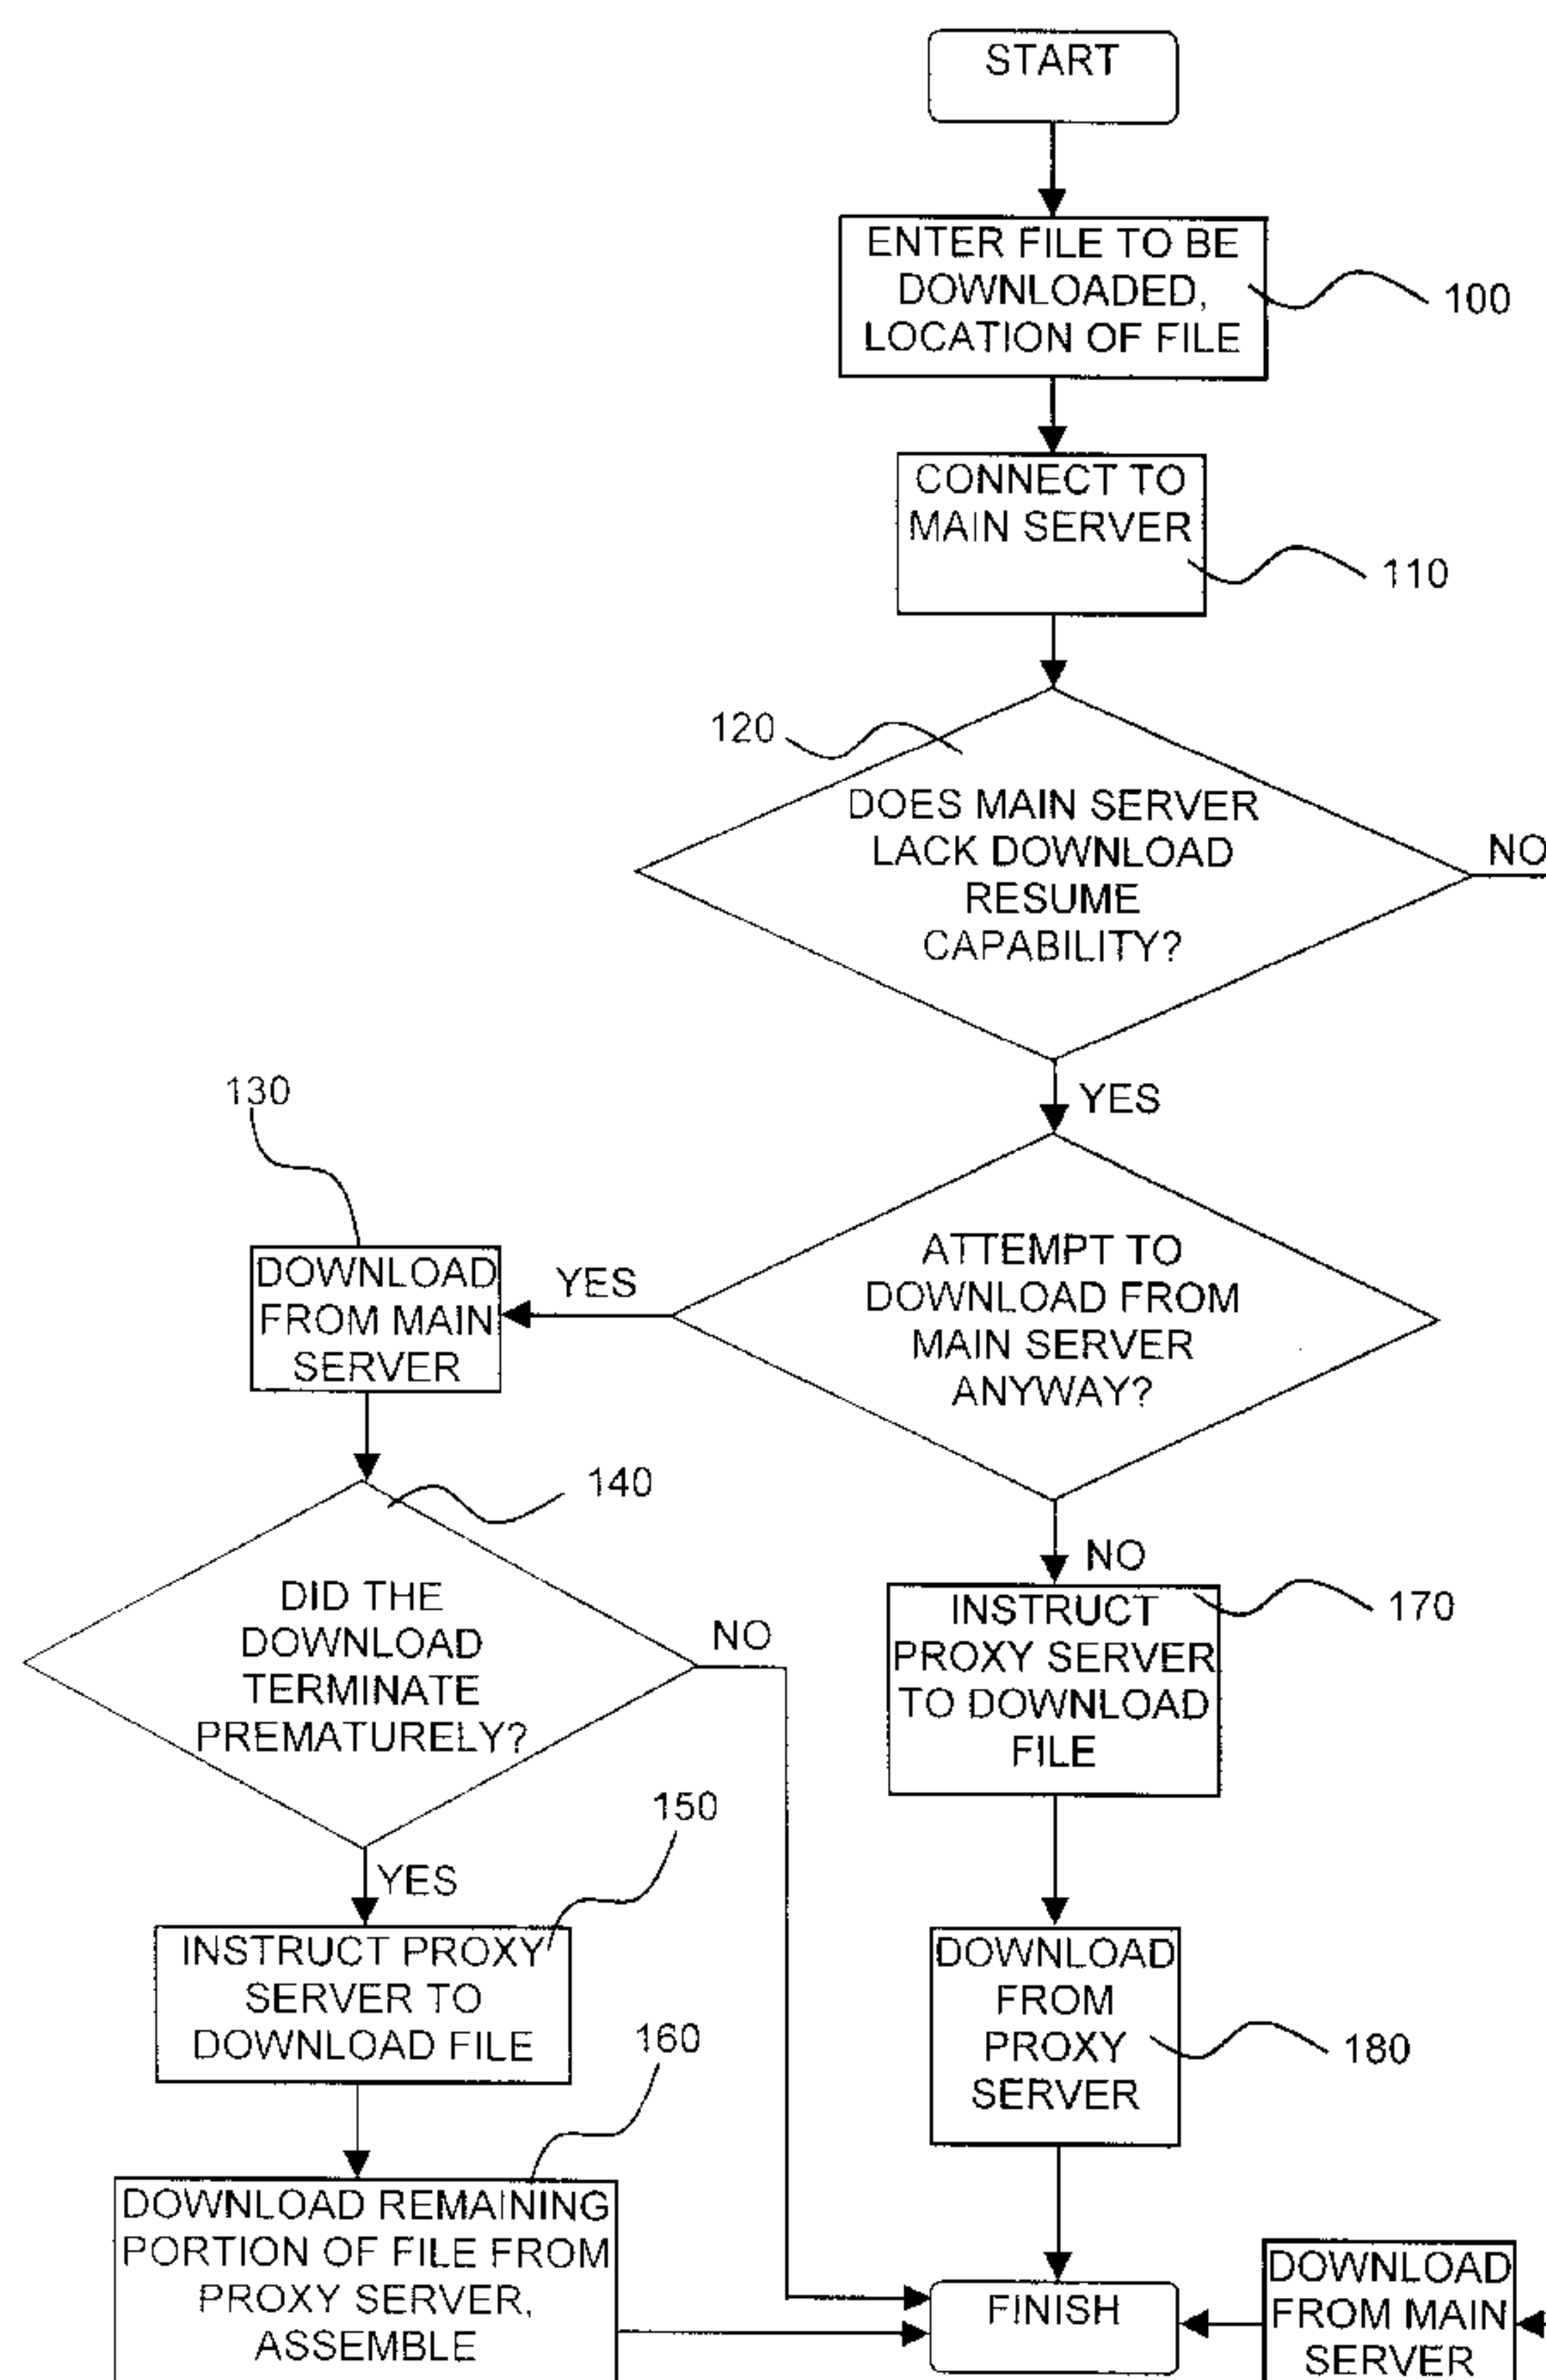 START
ENTER FILE TO BE
DOWNLOADED,
LOCATION OF FILE
100
CONNECT TO
MAIN SERVER
110
120
DOES MAIN SERVER
LACK DOWNLOAD
RESUME
CAPABILITY?
NO
YES
130
ATTEMPT TO
DOWNLOAD FROM
MAIN SERVER
ANYWAY?
YES
DOWNLOAD
FROM MAIN
SERVER
140
NO
DID THE
DOWNLOAD
TERMINATE
PREMATURELY?
NO
INSTRUCT
PROXY SERVER
TO DOWNLOAD
FILE
170
150
YES
INSTRUCT PROXY
SERVER TO
DOWNLOAD FILE
DOWNLOAD
FROM
PROXY
SERVER
180
160
DOWNLOAD REMAINING
PORTION OF FILE FROM
PROXY SERVER,
ASSEMBLE
FINISH
DOWNLOAD
FROM MAIN
SERVER